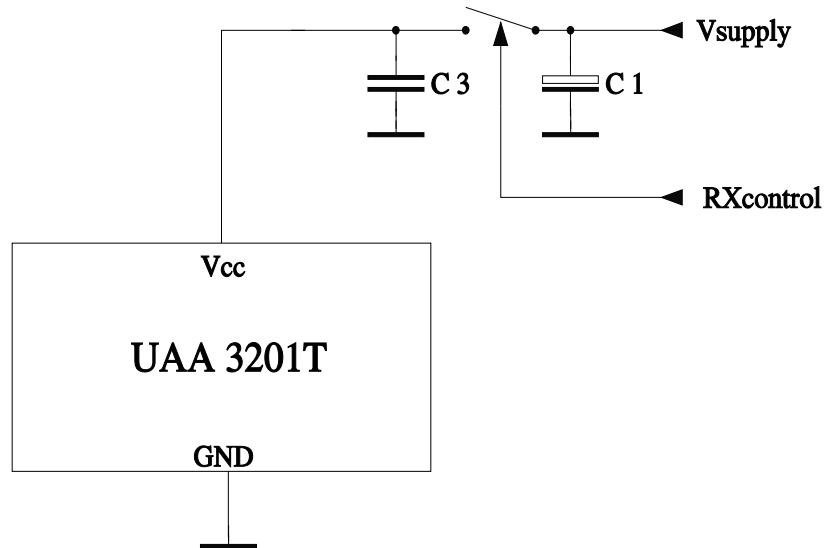 Vsupply
C 3
C 1
RXcontrol
Vcc
UAA 3201T
GND